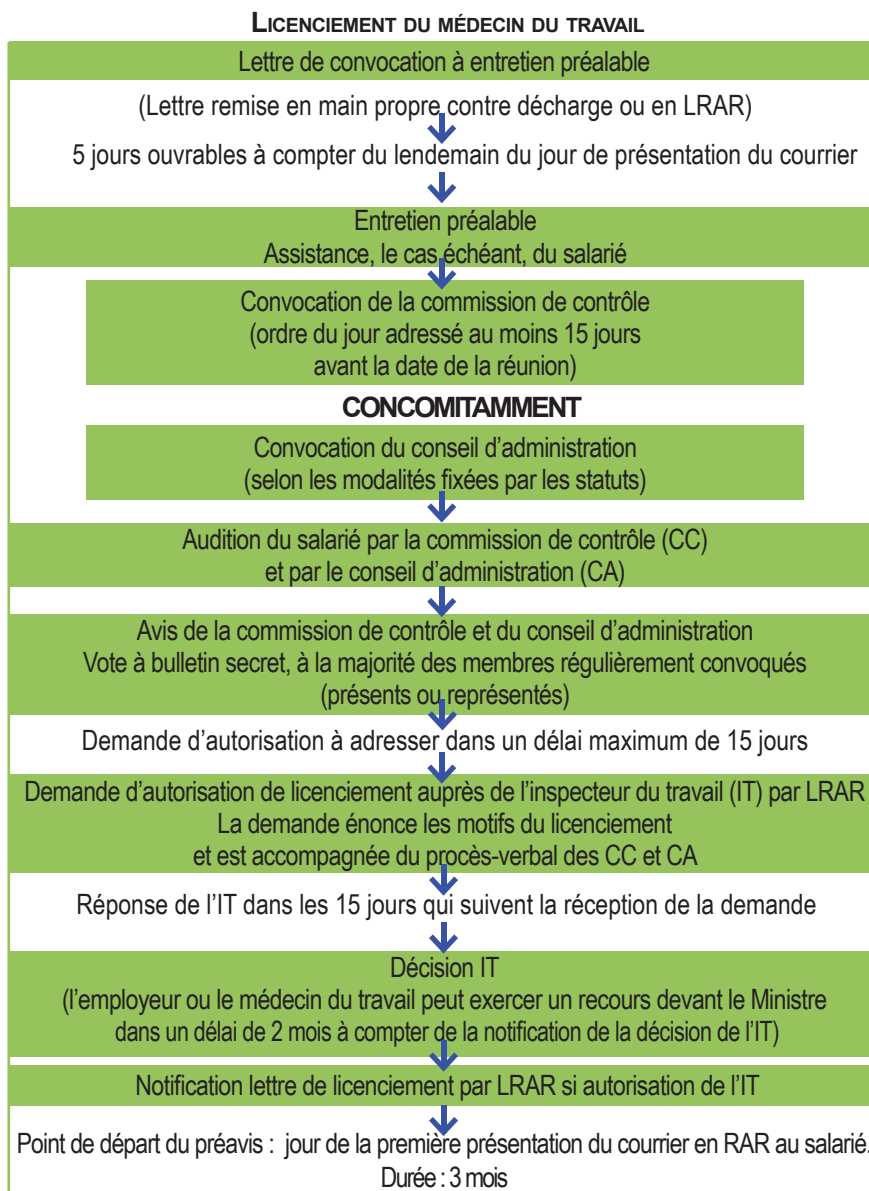 LICENCIEMENT DU MÉDECIN DU TRAVAIL
Lettre de convocation à entretien préalable
(Lettre remise en main propre contre décharge ou en LRAR)
5 jours ouvrables à compter du lendemain du jour de présentation du courrier
Entretien préalable
Assistance, le cas échéant, du salarié
Convocation de la commission de contrôle
(ordre du jour adressé au moins 15 jours
avant la date de la réunion)
CONCOMITAMMENT
Convocation du conseil d'administration
(selon les modalités fixées par les statuts)
Audition du salarié par la commission de contrôle (CC)
et par le conseil d'administration (CA)
Avis de la commission de contrôle et du conseil d'administration
Vote à bulletin secret, à la majorité des membres régulièrement convoqués
(présents ou représentés)
Demande d'autorisation à adresser dans un délai maximum de 15 jours
Demande d'autorisation de licenciement auprès de l'inspecteur du travail (IT) par LRAR
La demande énonce les motifs du licenciement
et est accompagnée du procès-verbal des CC et CA
Réponse de l'IT dans les 15 jours qui suivent la réception de la demande
Décision IT
(l'employeur ou le médecin du travail peut exercer un recours devant le Ministre
dans un délai de 2 mois à compter de la notification de la décision de l'IT)
Notification lettre de licenciement par LRAR si autorisation de l'IT
Point de départ du préavis : jour de la première présentation du courrier en RAR au salarié.
Durée : 3 mois